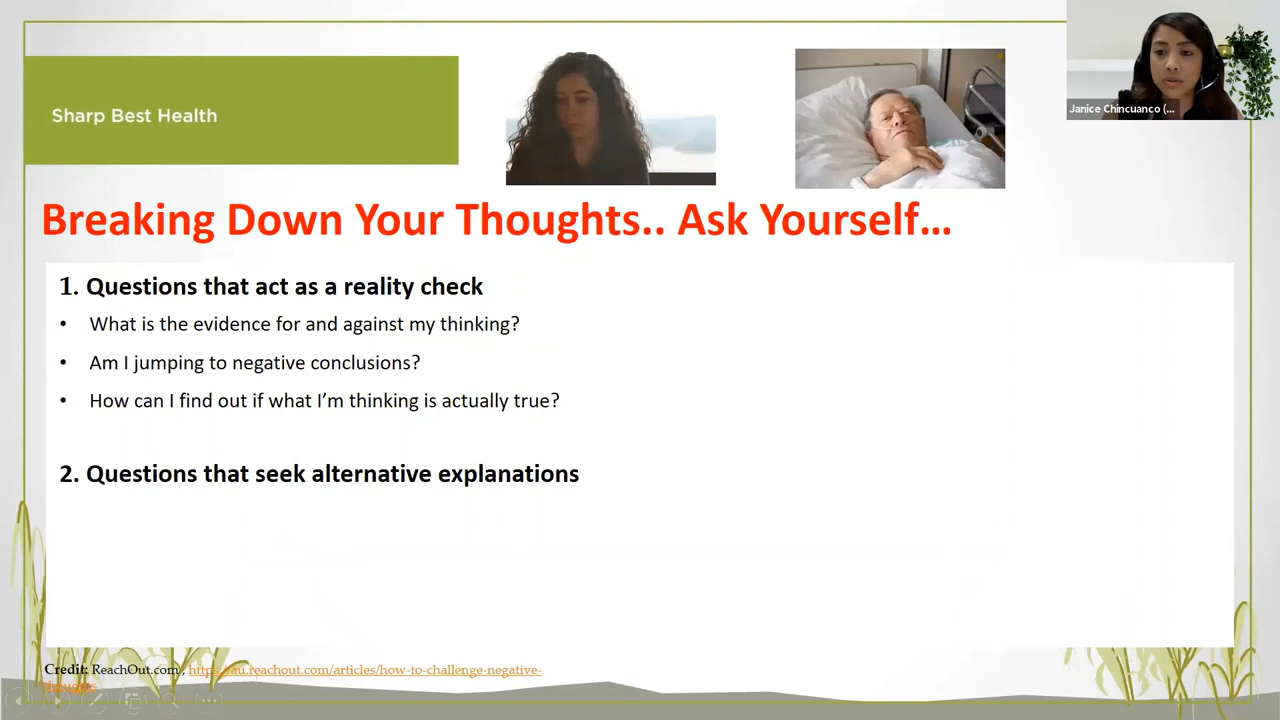 Janice Chincuanco (...
Sharp Best Health
Breaking Down Your Thoughts.. Ask Yourself...
1. Questions that act as a reality check
• What is the evidence for and against my thinking?
• Am I jumping to negative conclusions?
• How can I find out if what I’m thinking is actually true?
2. Questions that seek alternative explanations
Credit: ReachOut.com , https://au.reachout.com/articles/how-to-challenge-negative-
thoughts